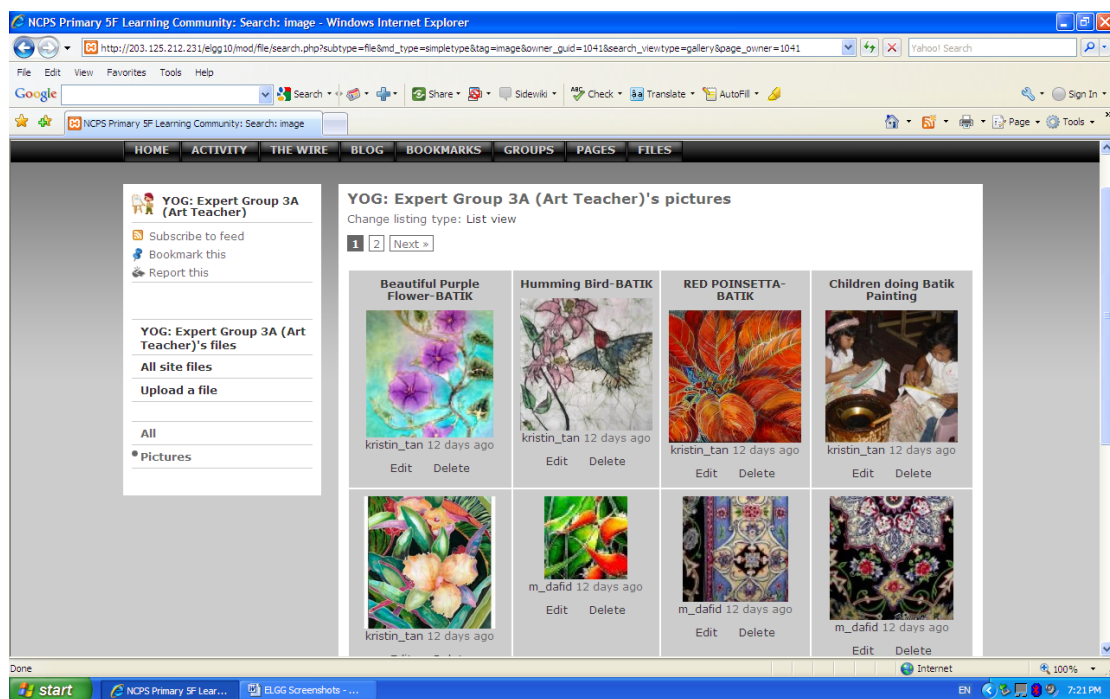 NCPS Primary 5F Learning Community: Search: image - Windows Internet Explorer
http://203.125.212.231/elgg10/mod/file/search.php?subtype=file&md_type=simpletype&tag=image&owner_guid=1041&search_viewtype=gallery&page_owner=1041
Yahoo! Search
File Edit View Favorites Tools Help
Google Search Share Sidewiki Check Translate AutoFill Sign In
NCPS Primary 5F Learning Community: Search: image
Page Tools
HOME ACTIVITY THE WIRE BLOG BOOKMARKS GROUPS PAGES FILES
YOG: Expert Group 3A
(Art Teacher)
Subscribe to feed
Bookmark this
Report this
YOG: Expert Group 3A (Art
Teacher)'s files
All site files
Upload a file
All
Pictures
YOG: Expert Group 3A (Art Teacher)'s pictures
Change listing type: List view
1 2 Next »
Beautiful Purple
Flower-BATIK
kristin_tan 12 days ago
Edit Delete
Humming Bird-BATIK
kristin_tan 12 days ago
Edit Delete
RED POINSETTA-
BATIK
kristin_tan 12 days ago
Edit Delete
Children doing Batik
Painting
kristin_tan 12 days ago
Edit Delete
kristin_tan 12 days ago
m_dafid 12 days ago
Edit Delete
m_dafid 12 days ago
Edit Delete
m_dafid 12 days ago
Edit Delete
Done
Internet
100%
start
NCPS Primary 5F Lear...
ELGG Screenshots - ...
EN
7:21 PM